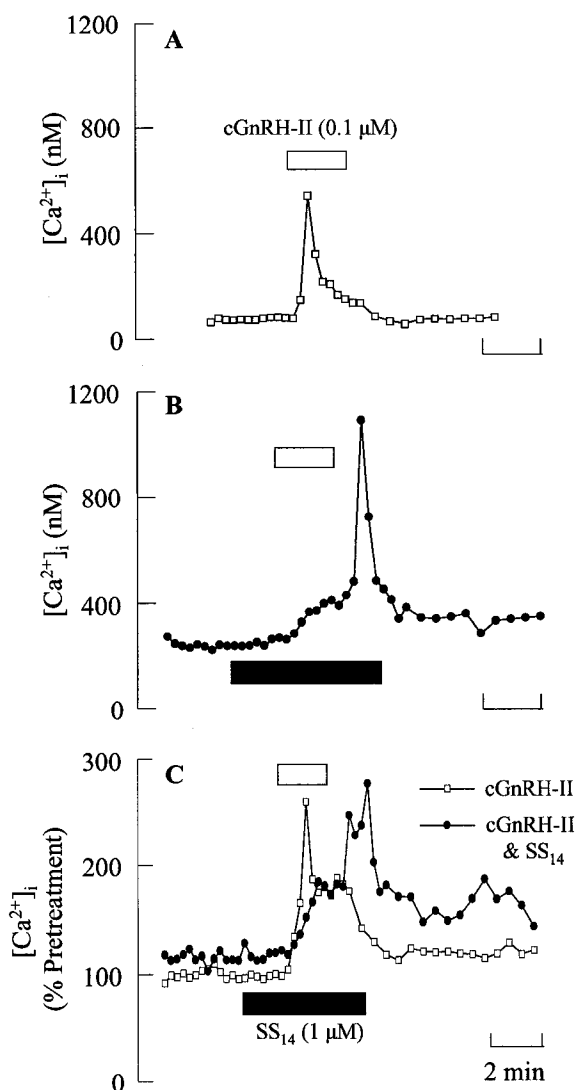 1200
A
cGnRH-II (0.1 μM)
800
[Ca²⁺]ᵢ (nM)
400
0
1200
B
800
[Ca²⁺]ᵢ (nM)
400
0
300
C
cGnRH-II
cGnRH-II
& SS₁₄
200
[Ca²⁺]ᵢ
(% Pretreatment)
100
SS₁₄ (1 μM)
0
2 min